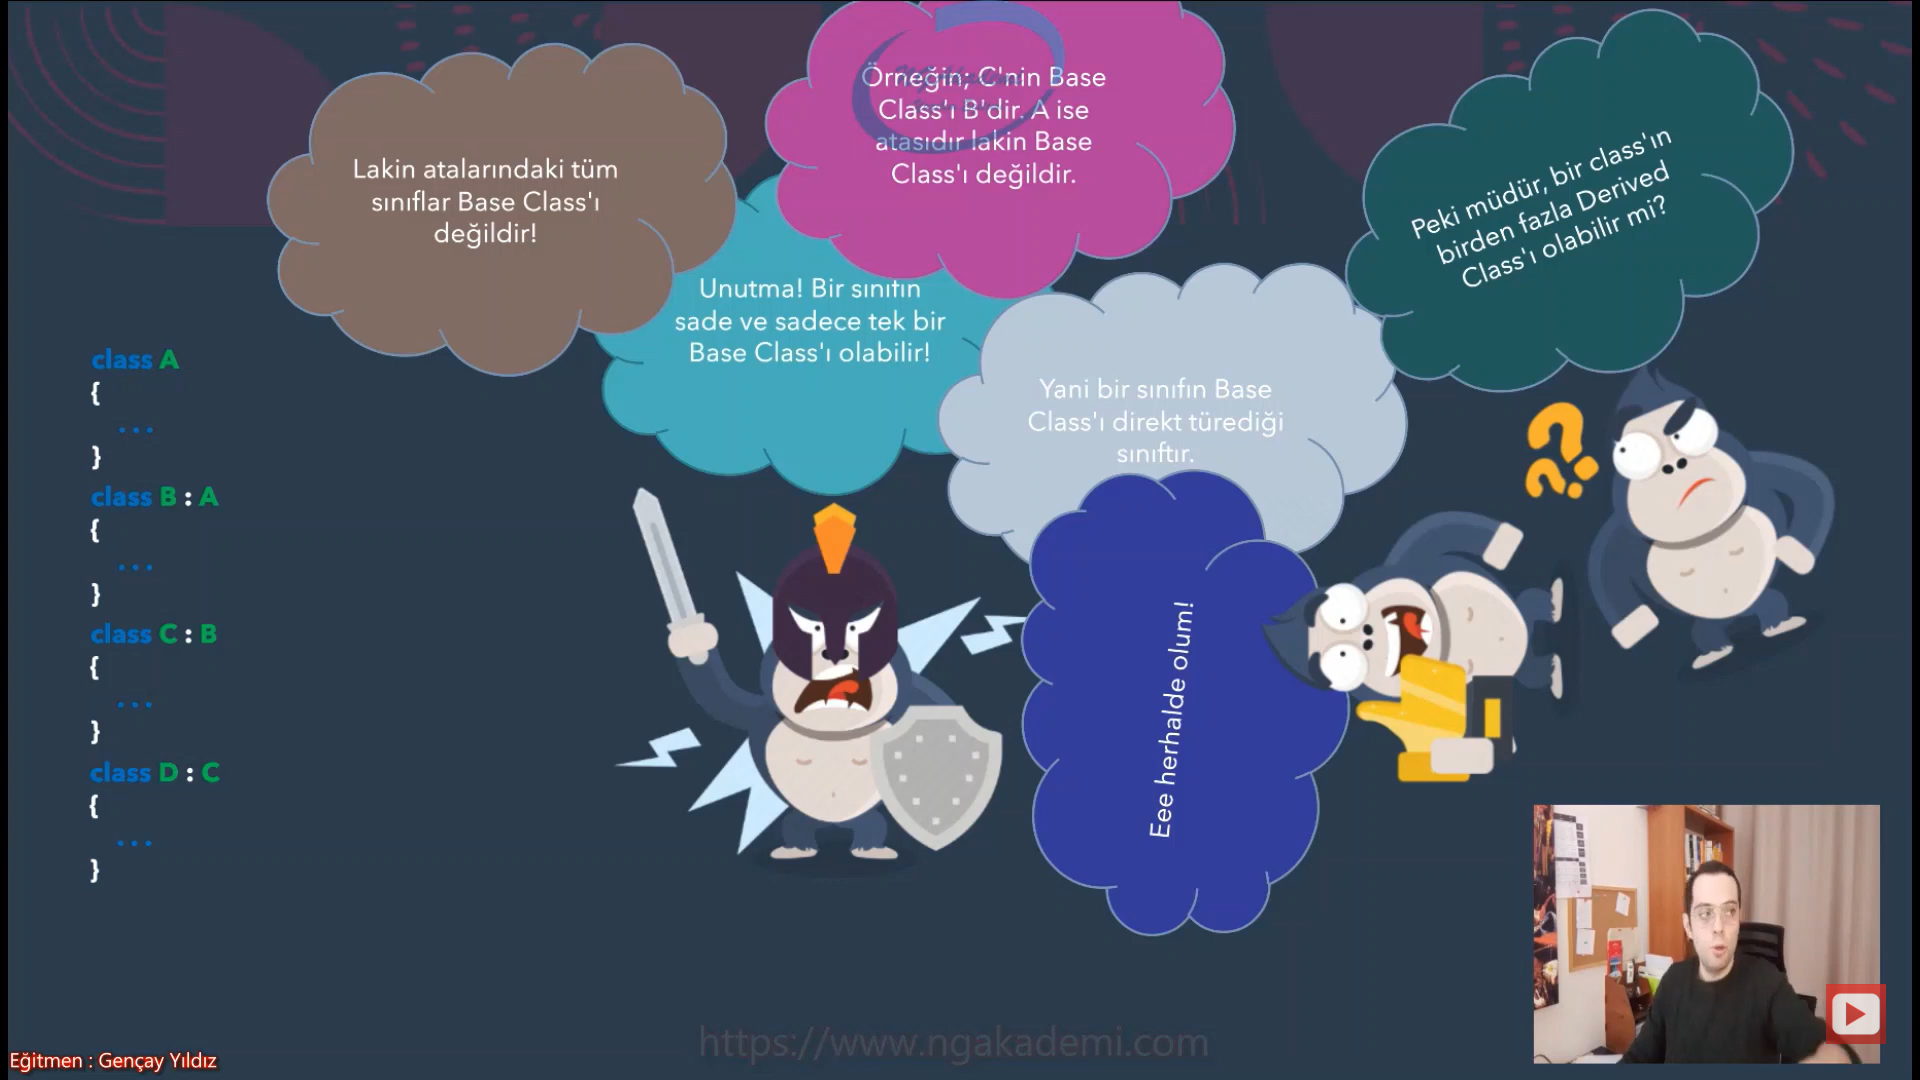 Lakin atalarındaki tüm
sınıflar Base Class'ı
değildir!
Örneğin; C'nin Base
Class'ı B'dir. A ise
atasıdır lakin Base
Class'ı değildir.
Peki müdür, bir class'ın
birden fazla Derived
Class'ı olabilir mi?
Unutma! Bir sınıfın
sade ve sadece tek bir
Base Class'ı olabilir!
Yani bir sınıfın Base
Class'ı direkt türediği
sınıftır.
Eee herhalde olum!
class A
{
...
}
class B : A
{
...
}
class C : B
{
...
}
class D : C
{
...
}
https://www.ngakademi.com
Eğitmen : Gençay Yıldız